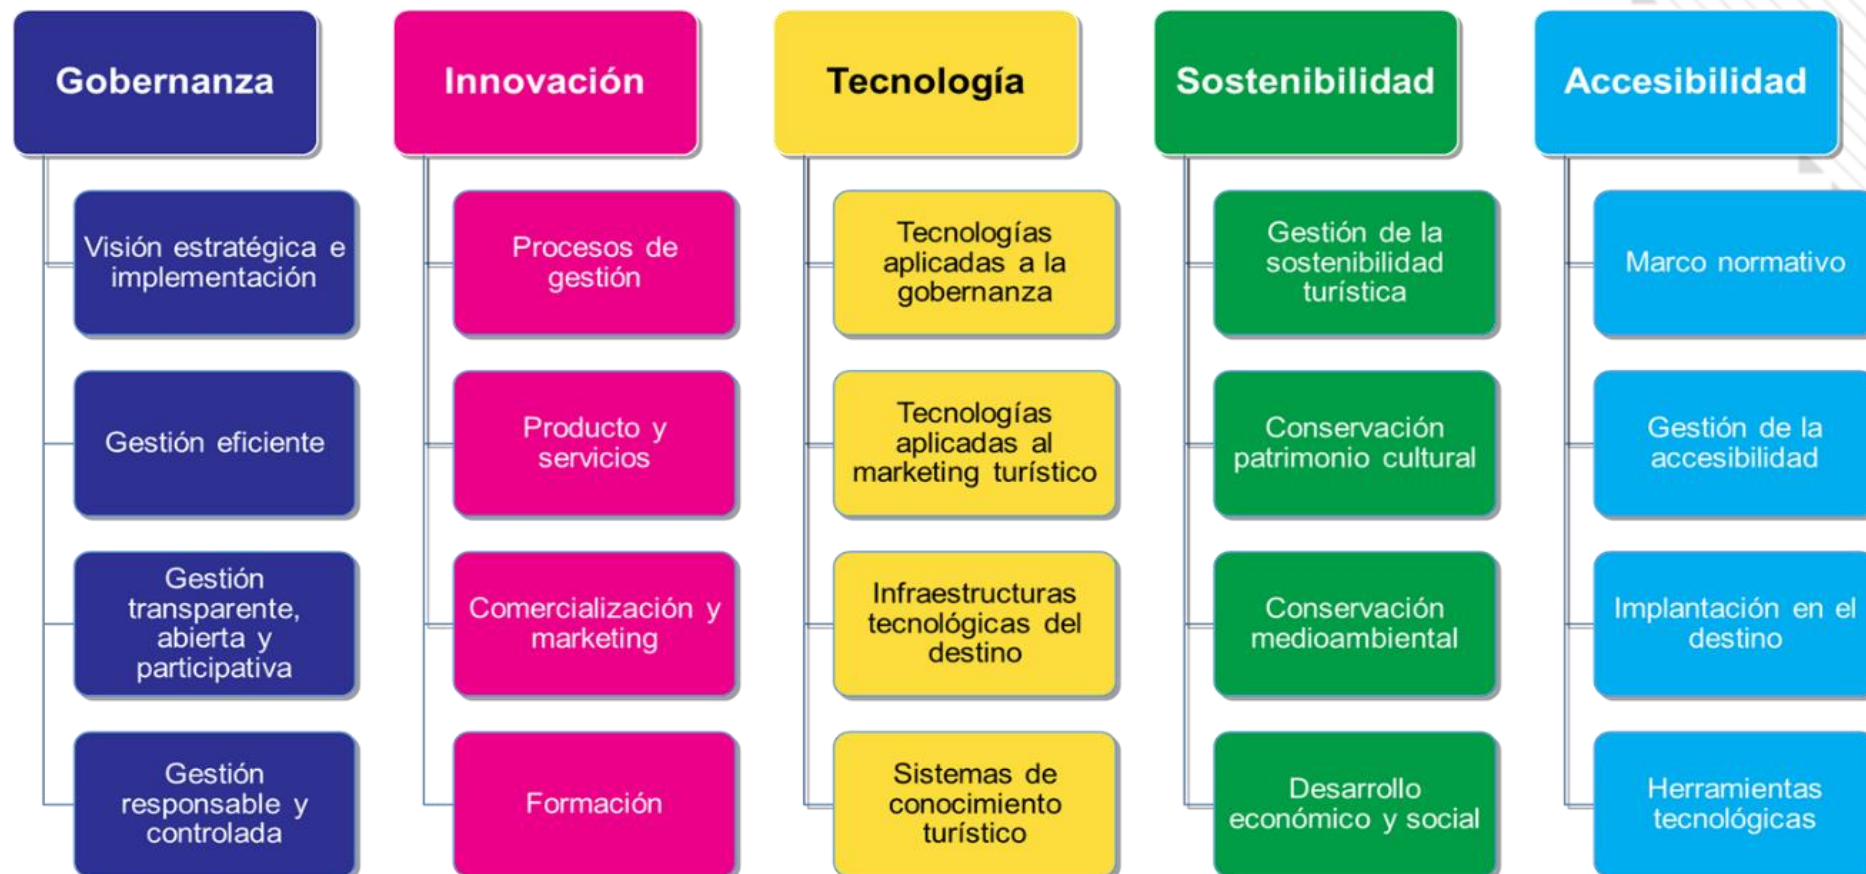 Gobernanza
Visión estratégica e
implementación
Gestión eficiente
Gestión
transparente,
abierta y
participativa
Gestión
responsable y
controlada
Innovación
Procesos de
gestión
Producto y
servicios
Comercialización y
marketing
Formación
Tecnología
Tecnologías
aplicadas a la
gobernanza
Tecnologías
aplicadas al
marketing turístico
Infraestructuras
tecnológicas del
destino
Sistemas de
conocimiento
turístico
Sostenibilidad
Gestión de la
sostenibilidad
turística
Conservación
patrimonio cultural
Conservación
medioambiental
Desarrollo
económico y social
Accesibilidad
Marco normativo
Gestión de la
accesibilidad
Implantación en el
destino
Herramientas
tecnológicas